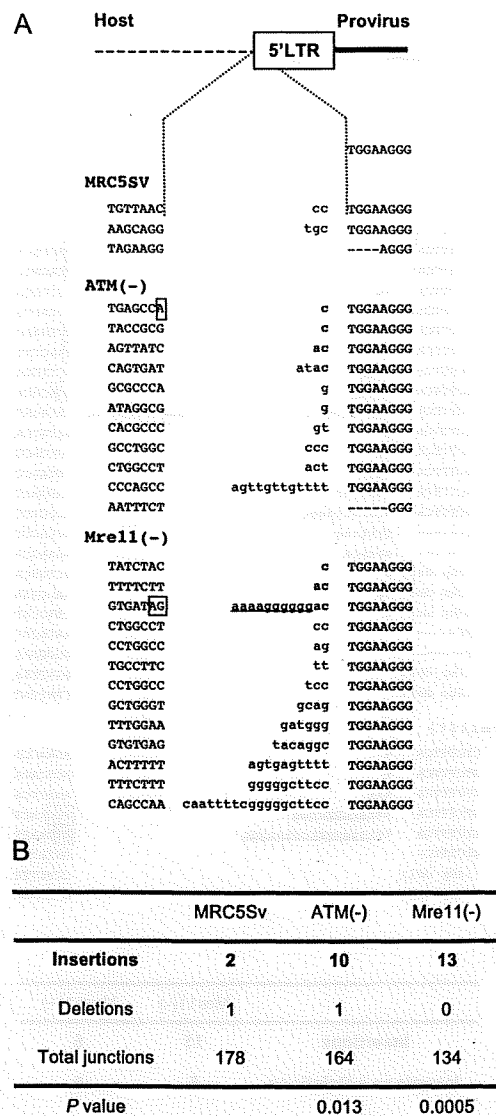 A
Host 5'LTR Provirus
TGGAAGGG
MRC5SV
TGTTAAC cc TGGAAGGG
AAGCAGG tgc TGGAAGGG
TAGAAGG ----AGGG
ATM(-)
TGAGCCA c TGGAAGGG
TACCGCG c TGGAAGGG
AGTTATC ac TGGAAGGG
CAGTGAT atac TGGAAGGG
GCGCCCA g TGGAAGGG
ATAGGCG g TGGAAGGG
CACGCCC gt TGGAAGGG
GCCTGGC ccc TGGAAGGG
CTGGCCT act TGGAAGGG
CCCAGCC agttgttgtttt TGGAAGGG
AATTTCT -----GGG
Mre11(-)
TATCTAC c TGGAAGGG
TTTTCTT ac TGGAAGGG
GTGATAG aaaaggggggac TGGAAGGG
CTGGCCT cc TGGAAGGG
CCTGGCC ag TGGAAGGG
TGCCTTC tt TGGAAGGG
CCTGGCC tcc TGGAAGGG
GCTGGGT gcag TGGAAGGG
TTTGGAA gatggg TGGAAGGG
GTGTGAG tacaggc TGGAAGGG
ACTTTTT agtgagtttt TGGAAGGG
TTTCTTT gggggcttcc TGGAAGGG
CAGCCAA caattttcgggggcttcc TGGAAGGG
B
MRC5Sv ATM(-) Mre11(-)
Insertions 2 10 13
Deletions 1 1 0
Total junctions 178 164 134
P value 0.013 0.0005